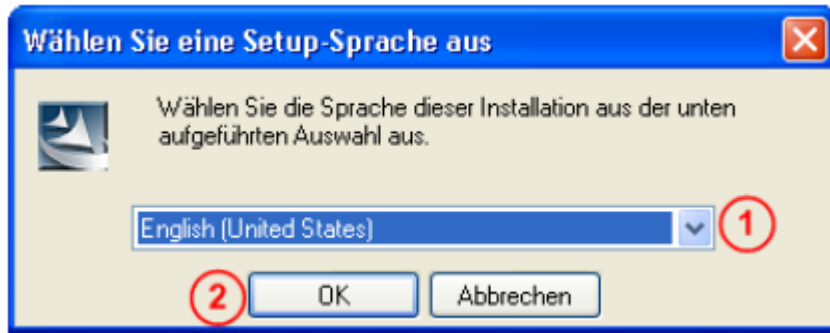 Wählen Sie eine Setup-Sprache aus
Wählen Sie die Sprache dieser Installation aus der unten
aufgeführten Auswahl aus.
English (United States)
1
2
OK
Abbrechen